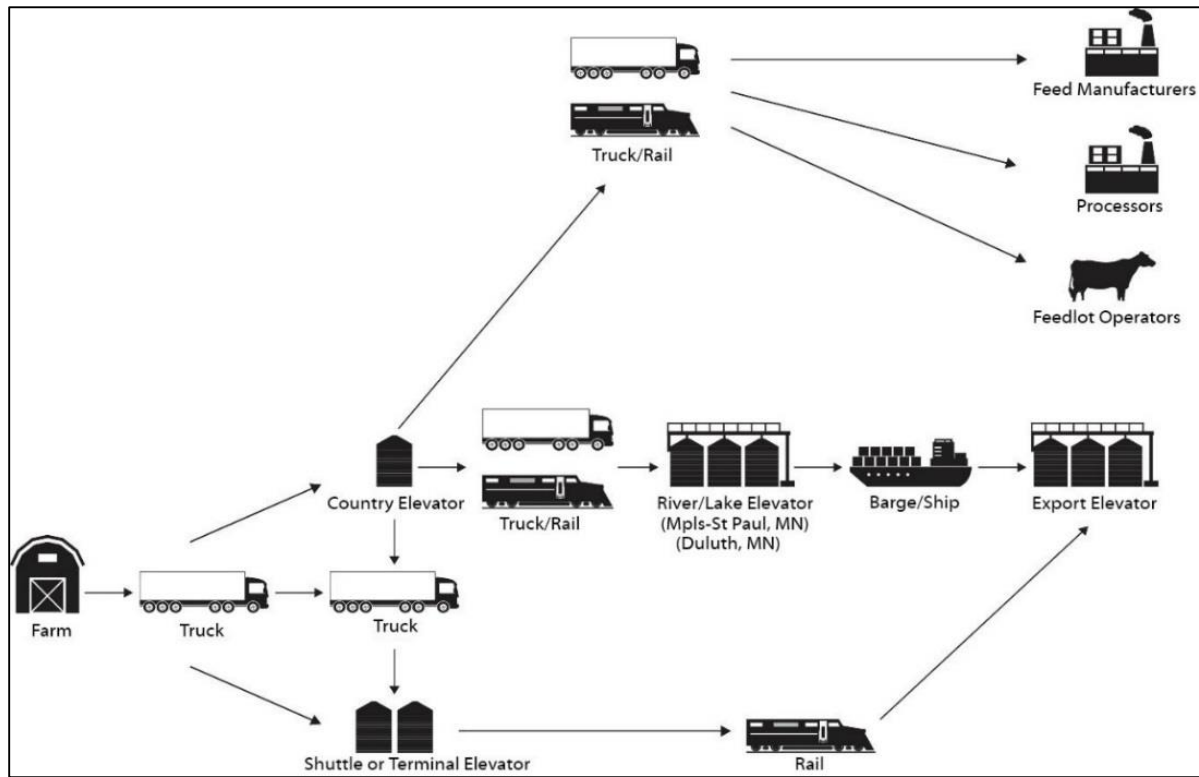 Feed Manufacturers
Truck/Rail
Processors
Feedlot Operators
Country Elevator
Truck/Rail
River/Lake Elevator
(Mpls-St Paul, MN)
(Duluth, MN)
Barge/Ship
Export Elevator
Farm
Truck
Truck
Shuttle or Terminal Elevator
Rail